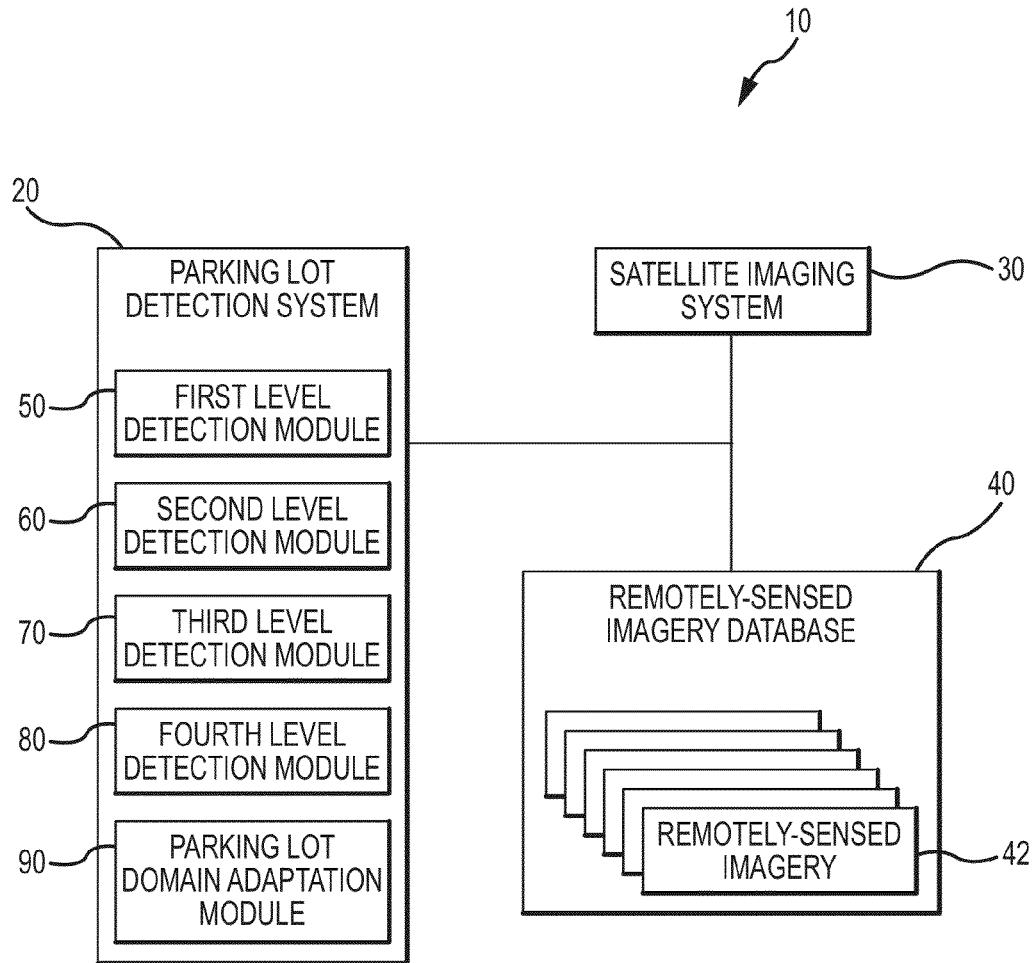 10
20
PARKING LOT
DETECTION SYSTEM
50
FIRST LEVEL
DETECTION MODULE
60
SECOND LEVEL
DETECTION MODULE
70
THIRD LEVEL
DETECTION MODULE
80
FOURTH LEVEL
DETECTION MODULE
90
PARKING LOT
DOMAIN ADAPTATION
MODULE
SATELLITE IMAGING
SYSTEM
30
40
REMOTELY-SENSED
IMAGERY DATABASE
REMOTELY-SENSED
IMAGERY
42